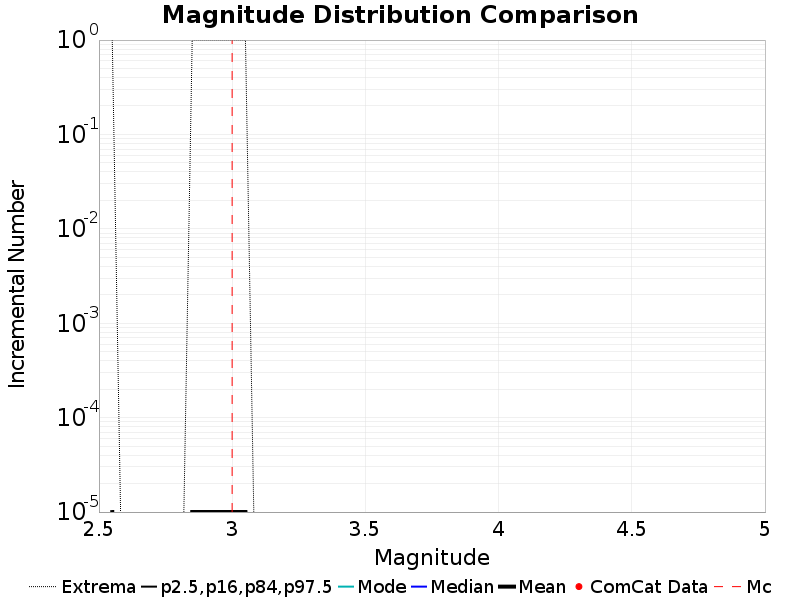 Magnitude Distribution Comparison
Incremental Number
10^0
10^-1
10^-2
10^-3
10^-4
10^-5
2.5 3 3.5 4 4.5 5
Magnitude
Extrema p2.5,p16,p84,p97.5 Mode Median Mean ComCat Data Mc